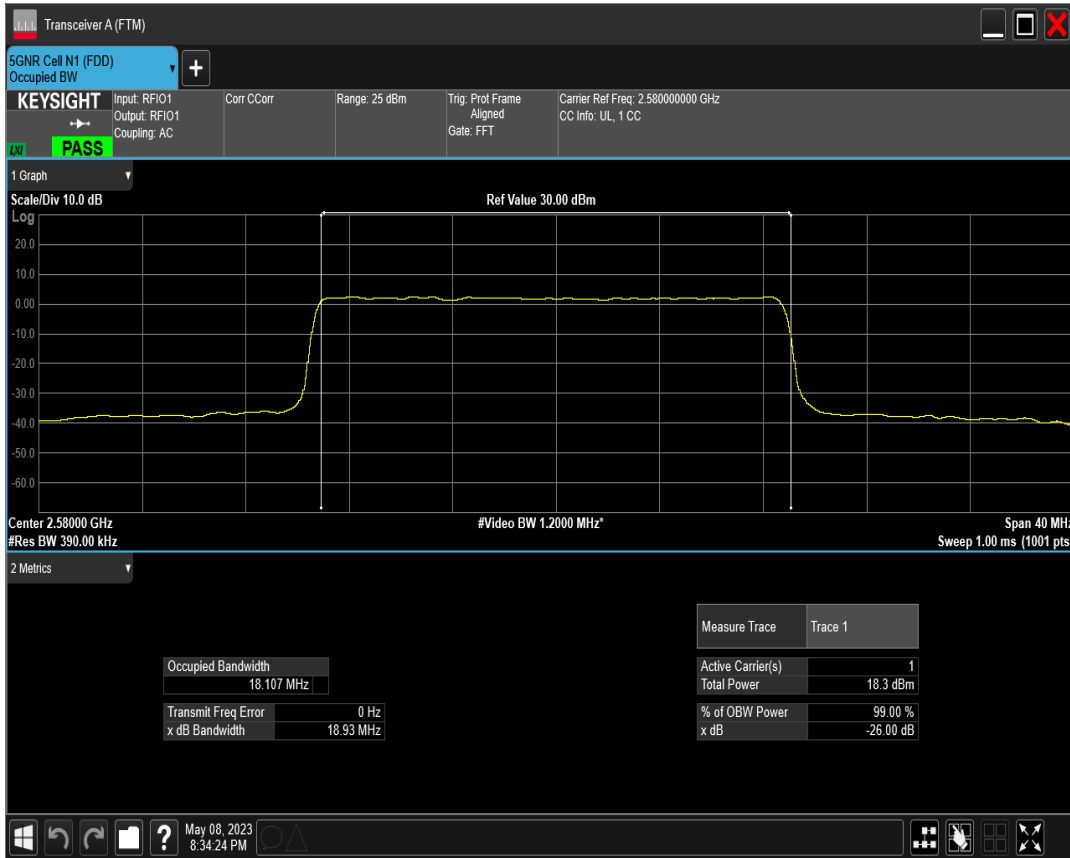 Transceiver A (FTM)
5GNR Cell N1 (FDD)
Occupied BW
+
KEYSIGHT
LXI
PASS
Input: RFIO1
Output: RFIO1
Coupling: AC
Corr CCorr
Range: 25 dBm
Trig: Prot Frame
Aligned
Gate: FFT
Carrier Ref Freq: 2.580000000 GHz
CC Info: UL, 1 CC
1 Graph
Scale/Div 10.0 dB
Ref Value 30.00 dBm
Log
20.0
10.0
0.00
-10.0
-20.0
-30.0
-40.0
-50.0
-60.0
Center 2.58000 GHz
#Video BW 1.2000 MHz*
Span 40 MHz
#Res BW 390.00 kHz
Sweep 1.00 ms (1001 pts
2 Metrics
Measure Trace Trace 1
Occupied Bandwidth
18.107 MHz
Active Carrier(s) 1
Total Power 18.3 dBm
Transmit Freq Error 0 Hz
x dB Bandwidth 18.93 MHz
% of OBW Power 99.00 %
x dB -26.00 dB
?
May 08, 2023
8:34:24 PM